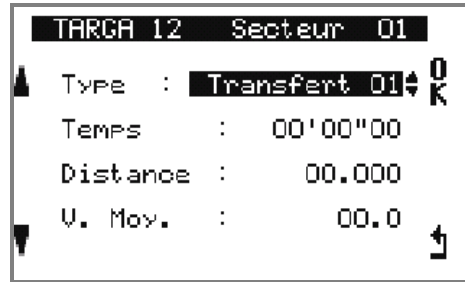 TARGA 12 Secteur 01
Type : Transfert 01 OK
Temps : 00'00"00
Distance : 00.000
V. Moy. : 00.0